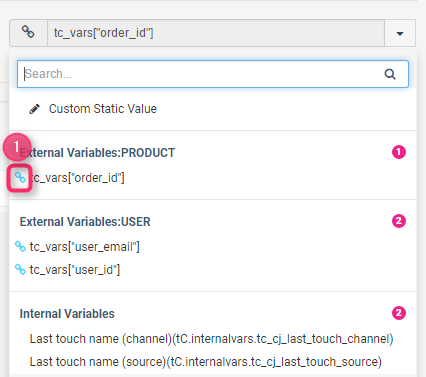 tc_vars["order_id"]
Search...
Custom Static Value
1
External Variables:PRODUCT 1
tc_vars["order_id"]
External Variables:USER 2
tc_vars["user_email"]
tc_vars["user_id"]
Internal Variables 2
Last touch name (channel)(tC.internalvars.tc_cj_last_touch_channel)
Last touch name (source)(tC.internalvars.tc_cj_last_touch_source)